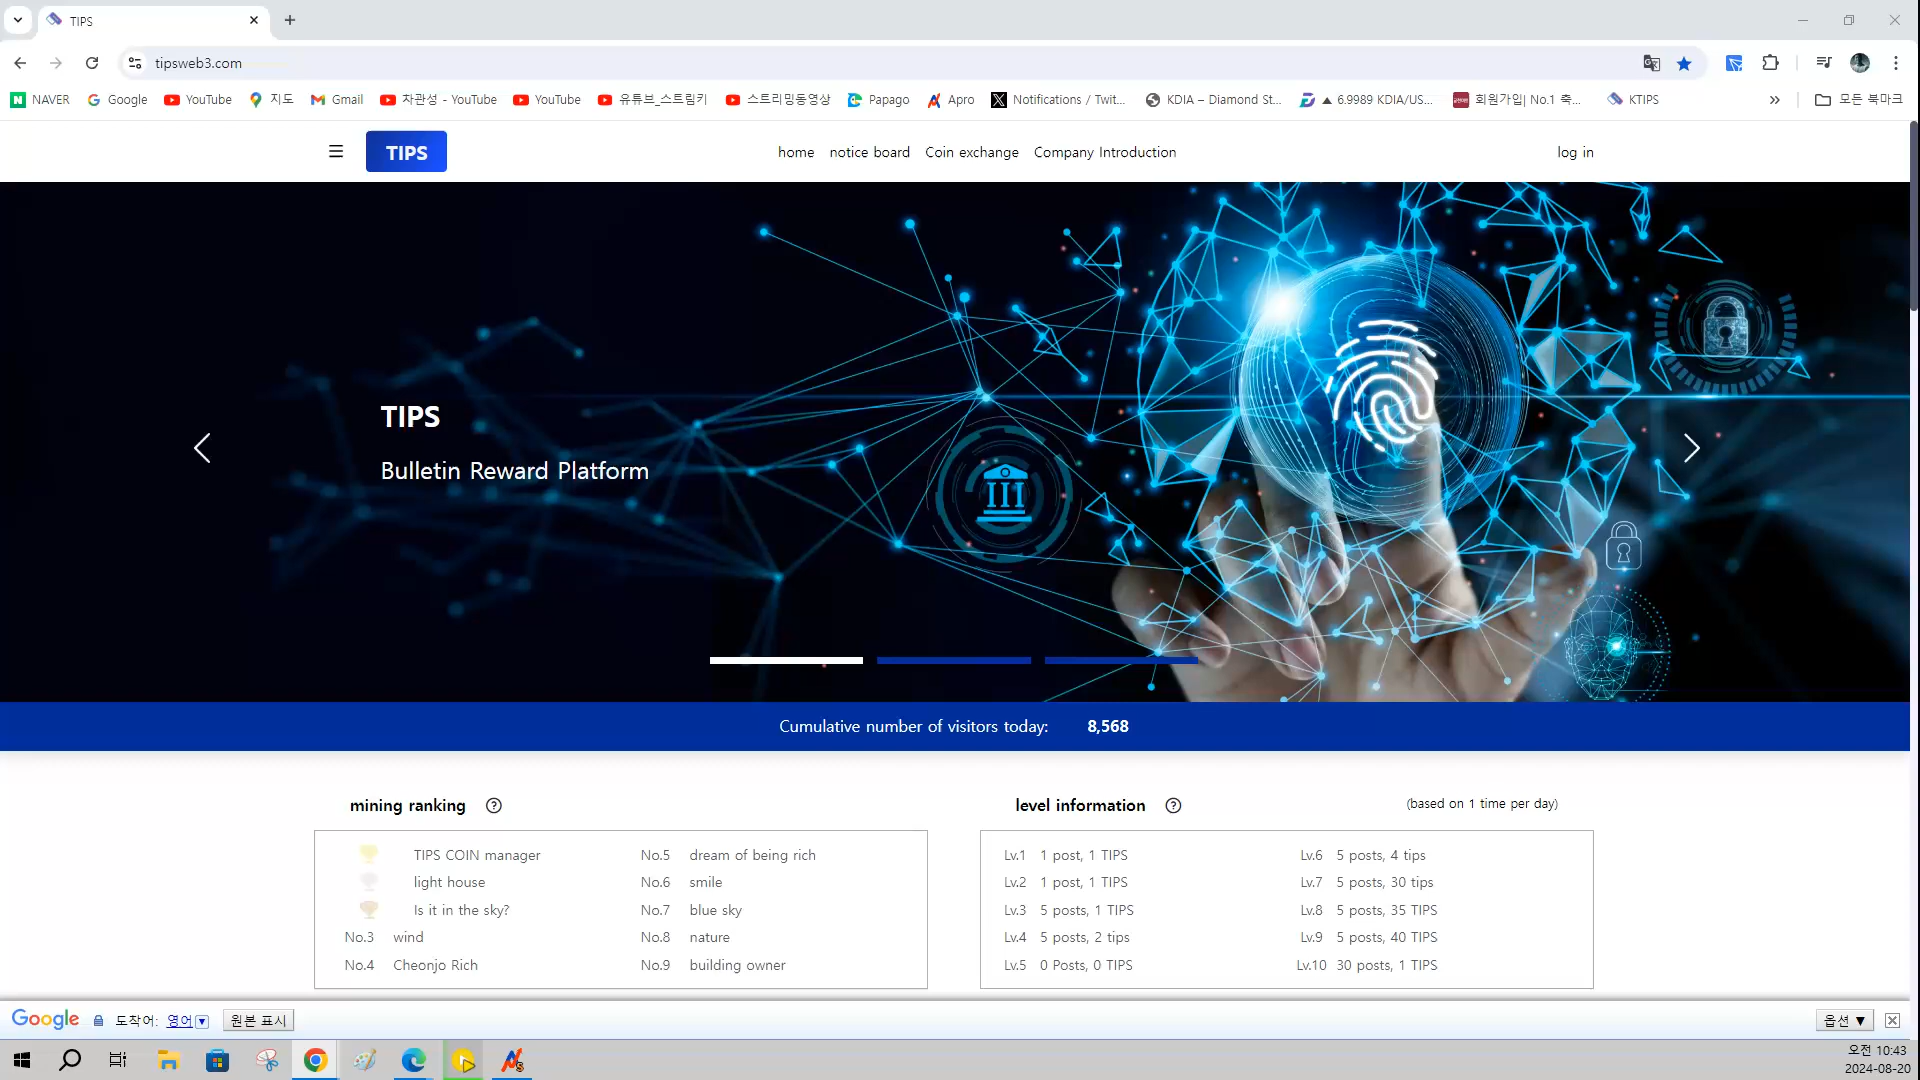 TIPS
tipsweb3.com
NAVER Google YouTube 지도 Gmail 차관성 - YouTube YouTube 유튜브_스트림키 스트리밍동영상 Papago Apro Notifications / Twit... KDIA – Diamond St... ▲ 6.9989 KDIA/US... 회원가입| No.1 축... KTIPS » 모든 북마크
TIPS home notice board Coin exchange Company Introduction log in
TIPS
Bulletin Reward Platform
Cumulative number of visitors today: 8,568
mining ranking ?
TIPS COIN manager No.5 dream of being rich
light house No.6 smile
Is it in the sky? No.7 blue sky
No.3 wind No.8 nature
No.4 Cheonjo Rich No.9 building owner
level information ? (based on 1 time per day)
Lv.1 1 post, 1 TIPS Lv.6 5 posts, 4 tips
Lv.2 1 post, 1 TIPS Lv.7 5 posts, 30 tips
Lv.3 5 posts, 1 TIPS Lv.8 5 posts, 35 TIPS
Lv.4 5 posts, 2 tips Lv.9 5 posts, 40 TIPS
Lv.5 0 Posts, 0 TIPS Lv.10 30 posts, 1 TIPS
Google 도착어: 영어▼ 원본 표시 옵션 ▼
오전 10:43
2024-08-20